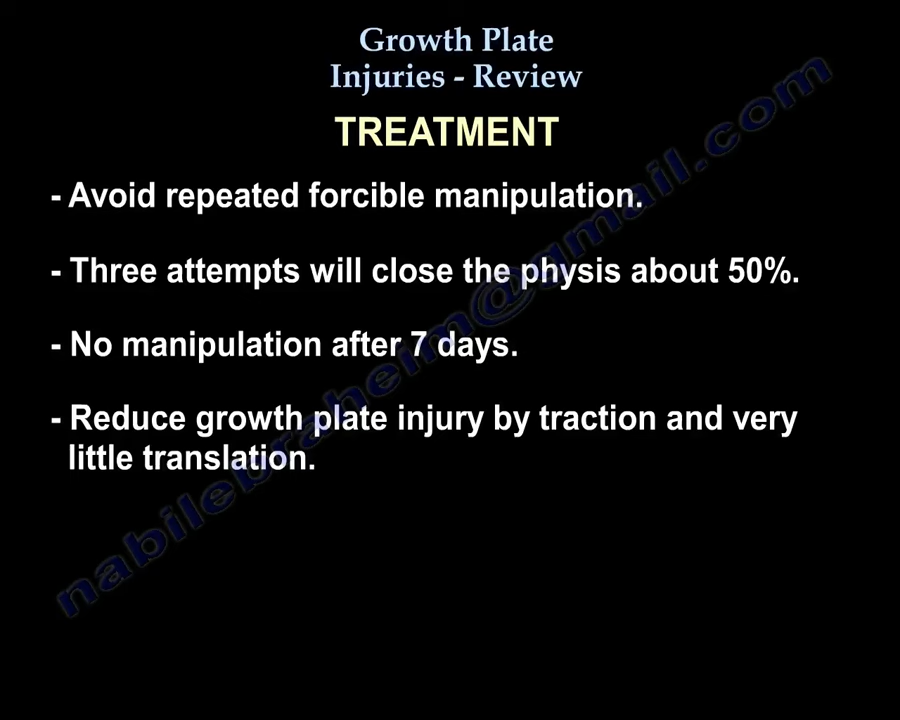 Growth Plate
Injuries - Review
TREATMENT
- Avoid repeated forcible manipulation.
- Three attempts will close the physis about 50%.
- No manipulation after 7 days.
- Reduce growth plate injury by traction and very
little translation.
nabilebraheim@gmail.com